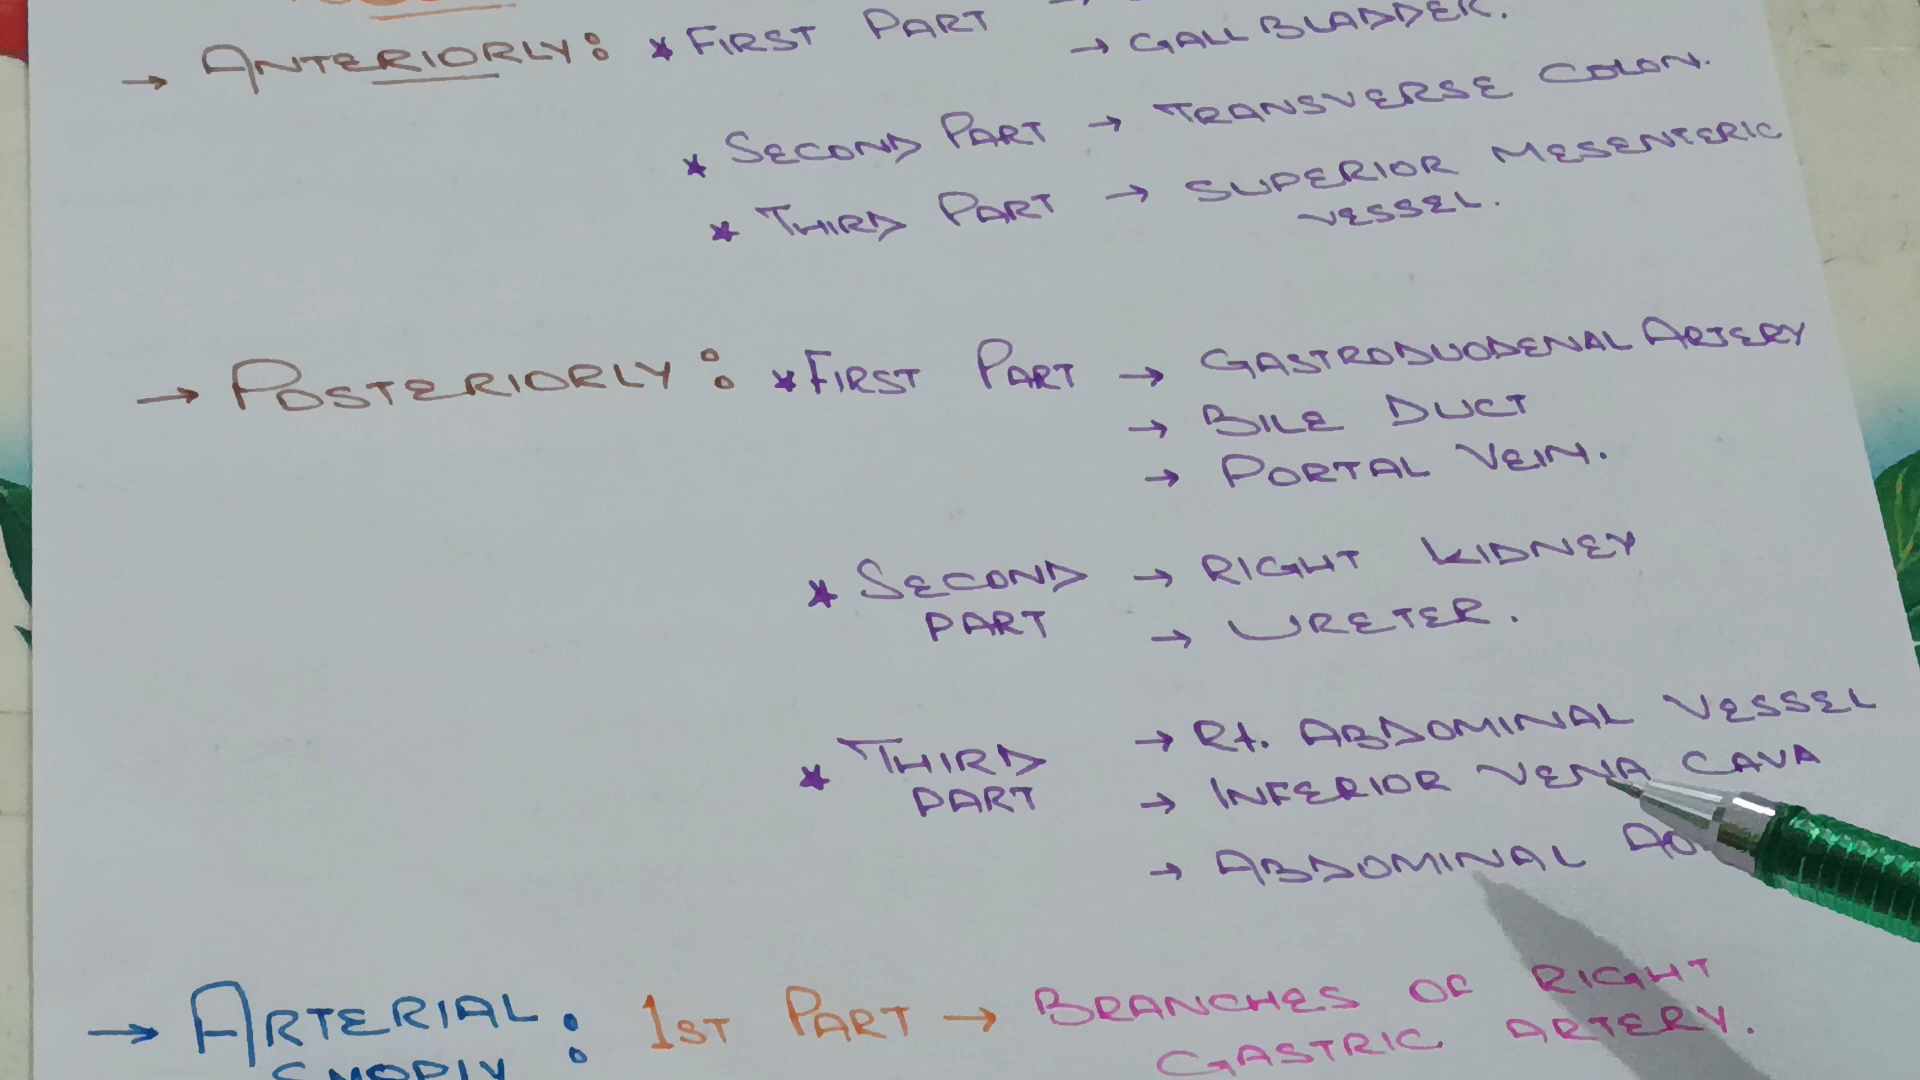 → ANTERIORLY: * FIRST PART
→ GALL BLADDER.
* SECOND PART → TRANSVERSE COLON.
* THIRD PART → SUPERIOR MESENTERIC
VESSEL.
→ POSTERIORLY: * FIRST PART → GASTRODUODENAL ARTERY
→ BILE DUCT
→ PORTAL VEIN.
* SECOND PART → RIGHT KIDNEY
→ URETER.
* THIRD PART → Rt. ABDOMINAL VESSEL
→ INFERIOR VENA CAVA
→ ABDOMINAL
→ ARTERIAL SUPPLY: 1ST PART → BRANCHES OF RIGHT
GASTRIC ARTERY.